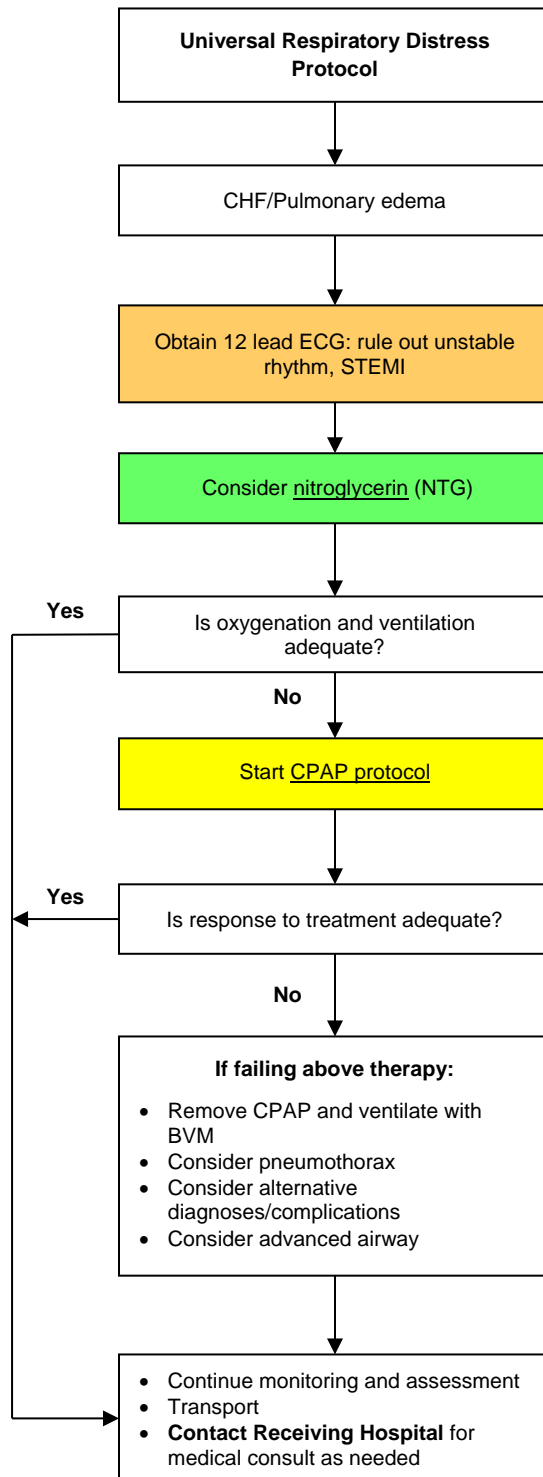 Universal Respiratory Distress
Protocol
CHF/Pulmonary edema
Obtain 12 lead ECG: rule out unstable
rhythm, STEMI
Consider nitroglycerin (NTG)
Yes
Is oxygenation and ventilation
adequate?
No
Start CPAP protocol
Yes
Is response to treatment adequate?
No
If failing above therapy:
• Remove CPAP and ventilate with
BVM
• Consider pneumothorax
• Consider alternative
diagnoses/complications
• Consider advanced airway
• Continue monitoring and assessment
• Transport
• Contact Receiving Hospital for
medical consult as needed